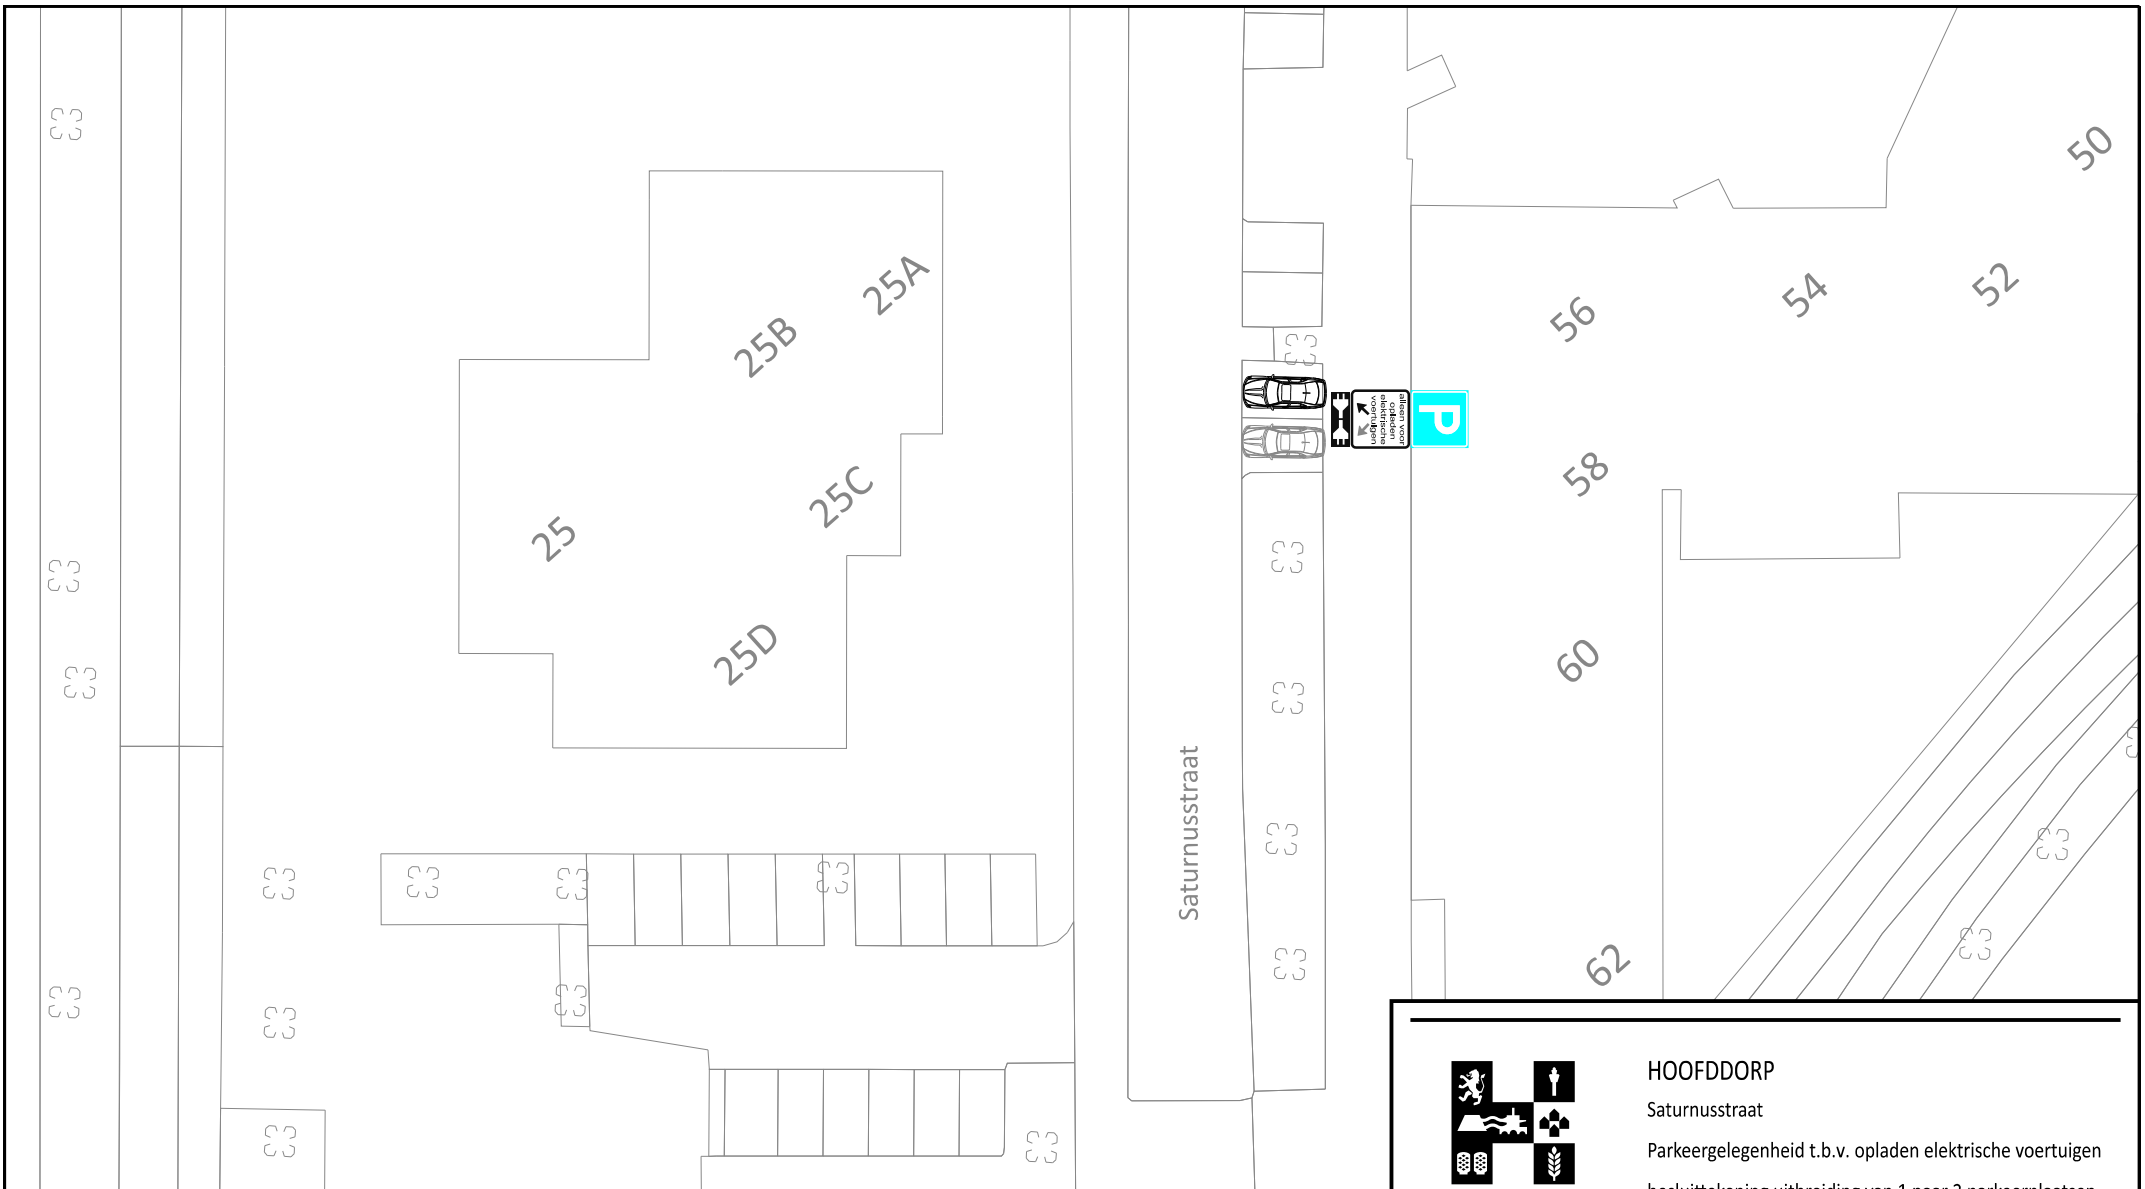 50
52
54
56
58
60
62
25A
25B
25C
25
25D
Saturnusstraat
P
alleen voor
opladen
elektrische
voertuigen
HOOFDDORP
Saturnusstraat
Parkeergelegenheid t.b.v. opladen elektrische voertuigen